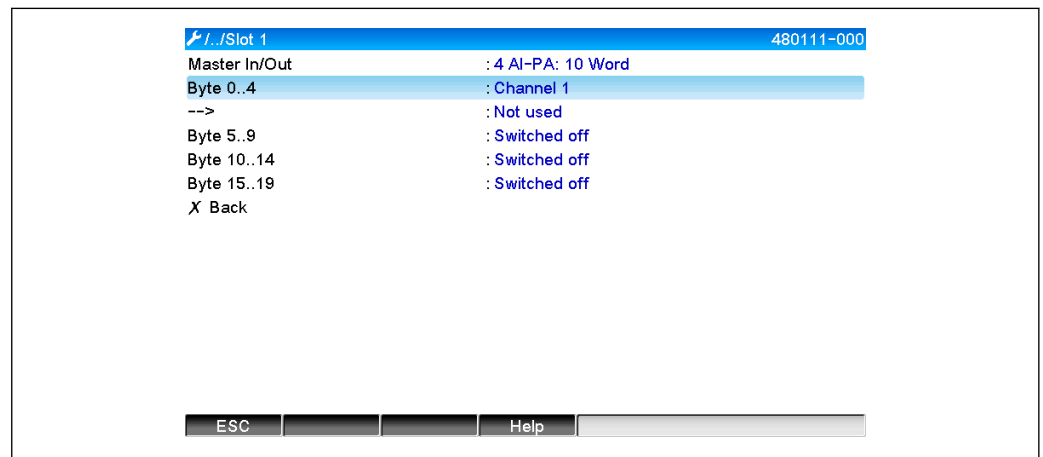 /../Slot 1 480111-000
Master In/Out : 4 AI-PA: 10 Word
Byte 0..4 : Channel 1
--> : Not used
Byte 5..9 : Switched off
Byte 10..14 : Switched off
Byte 15..19 : Switched off
X Back
ESC Help